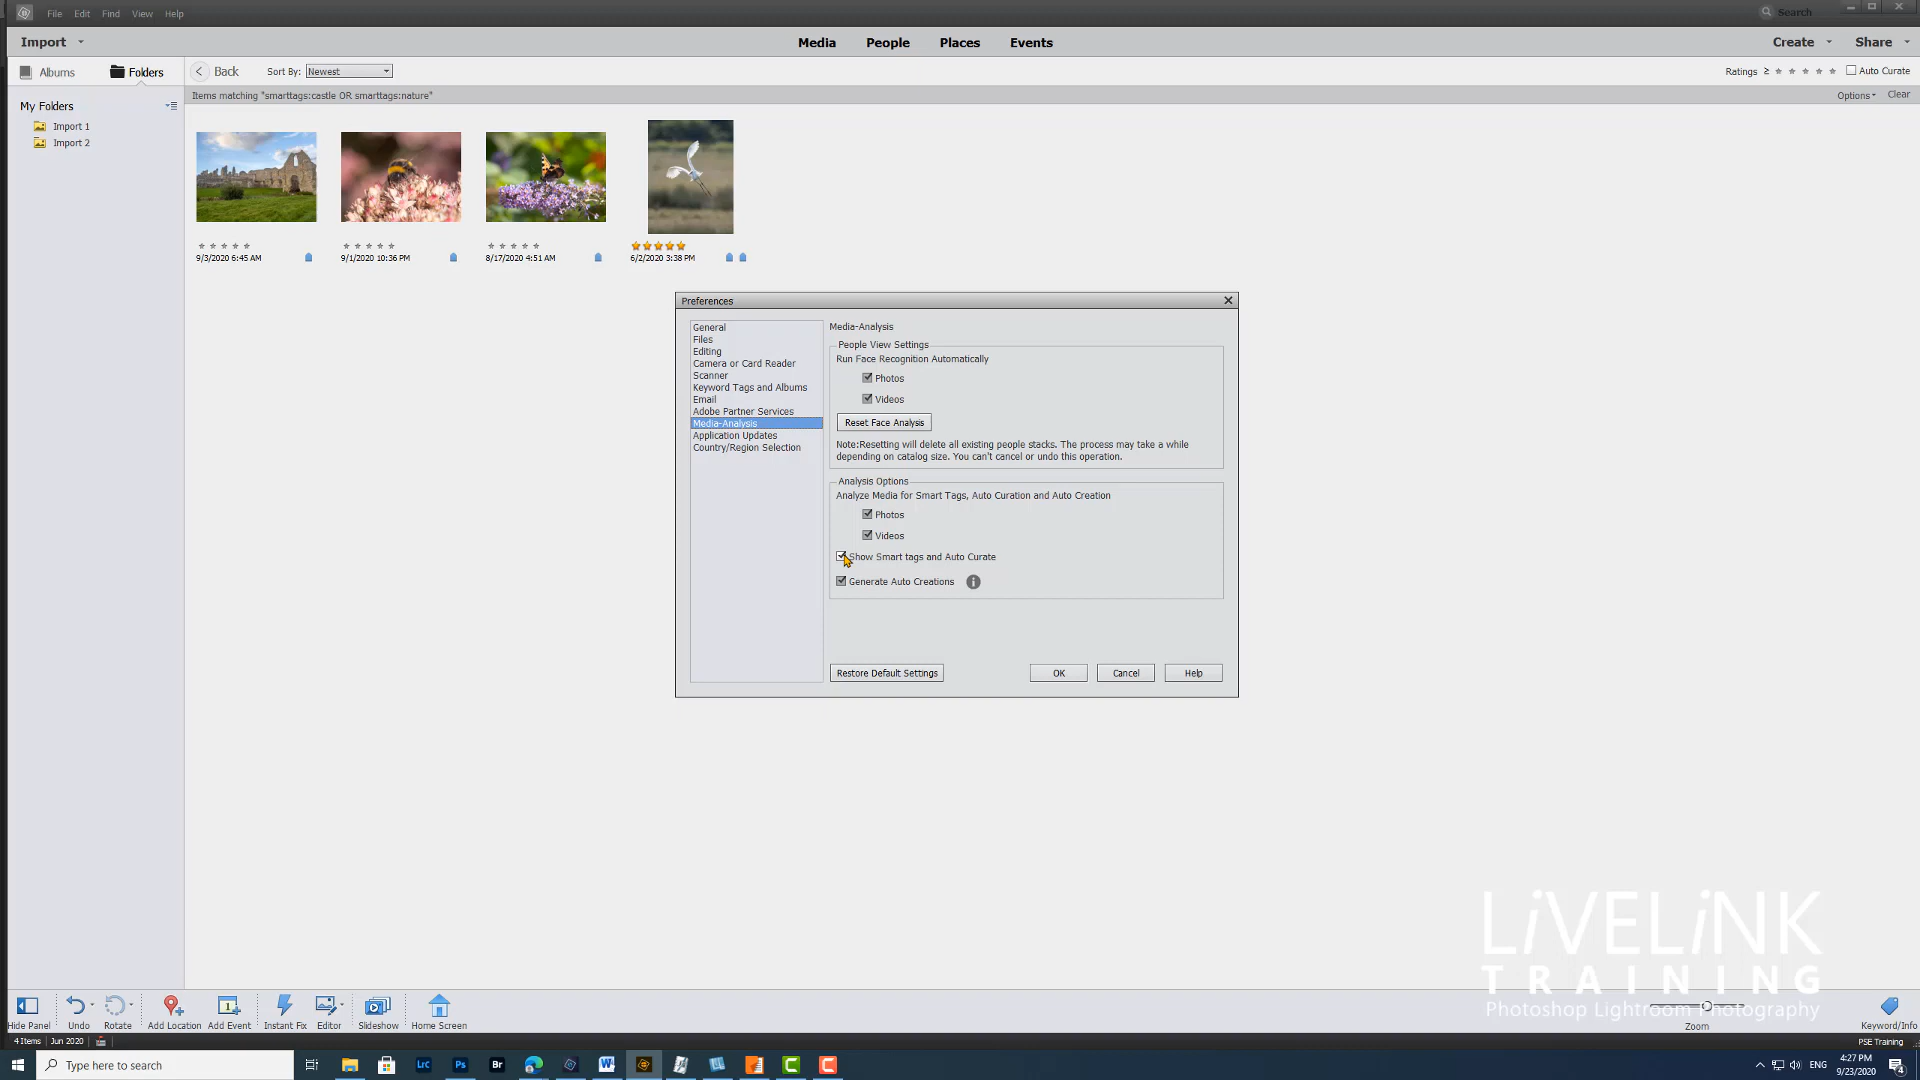 File Edit Find View Help
Search
Import
Media People Places Events
Create Share
Albums Folders
Back Sort By: Newest
Ratings ≥ Auto Curate
My Folders
Items matching "smarttags:castle OR smarttags:nature"
Options Clear
Import 1
Import 2
9/3/2020 6:45 AM
9/1/2020 10:36 PM
8/17/2020 4:51 AM
6/2/2020 3:38 PM
Preferences
General
Files
Editing
Camera or Card Reader
Scanner
Keyword Tags and Albums
Email
Adobe Partner Services
Media-Analysis
Application Updates
Country/Region Selection
Media-Analysis
People View Settings
Run Face Recognition Automatically
Photos
Videos
Reset Face Analysis
Note:Resetting will delete all existing people stacks. The process may take a while
depending on catalog size. You can't cancel or undo this operation.
Analysis Options
Analyze Media for Smart Tags, Auto Curation and Auto Creation
Photos
Videos
Show Smart tags and Auto Curate
Generate Auto Creations
Restore Default Settings OK Cancel Help
LiVELiNK
TRAINING
Photoshop Lightroom Photography
Hide Panel Undo Rotate Add Location Add Event Instant Fix Editor Slideshow Home Screen
Zoom
Keyword/Info
4 Items Jun 2020
PSE Training
Type here to search
LrC Ps Br
ENG
4:27 PM
9/23/2020
4